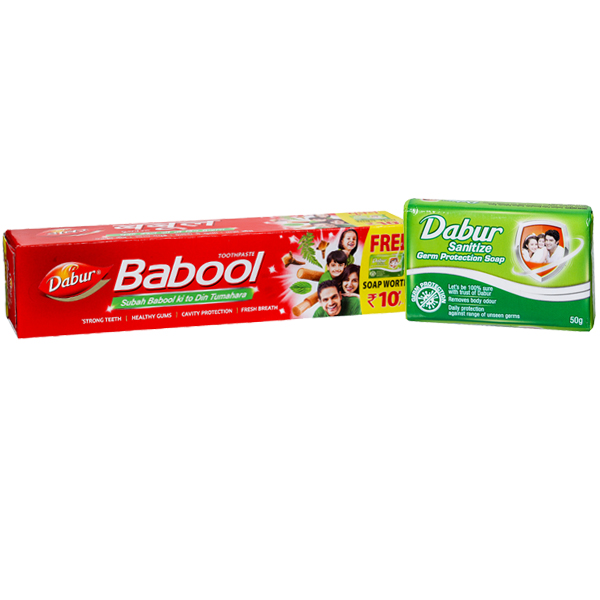 Dabur
TOOTHPASTE
Babool
Subah Babool ki to Din Tumahara
STRONG TEETH | HEALTHY GUMS | CAVITY PROTECTION | FRESH BREATH
FREE
SOAP WORTH
₹10
Dabur
Sanitize
Germ Protection Soap
GERM PROTECTION
Let's be 100% sure
with trust of Dabur
Removes body odour
Daily protection
against range of unseen germs
50g